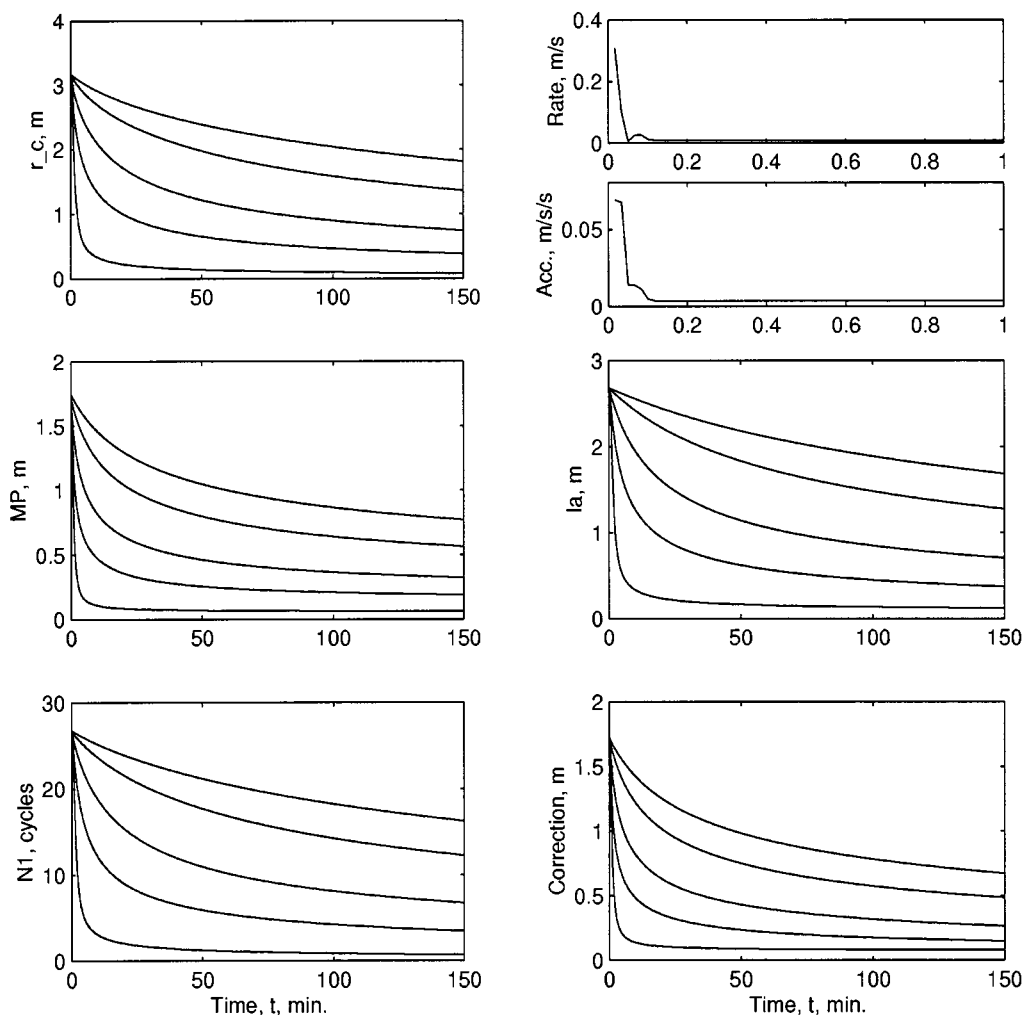 4
3
2
1
0
r_c, m
0 50 100 150
0.4
0.2
0
Rate, m/s
0 0.2 0.4 0.6 0.8 1
0.05
0
Acc., m/s/s
0 0.2 0.4 0.6 0.8 1
2
1.5
1
0.5
0
MP, m
0 50 100 150
3
2
1
0
Ia, m
0 50 100 150
30
20
10
0
N1, cycles
0 50 100 150
Time, t, min.
2
1.5
1
0.5
0
Correction, m
0 50 100 150
Time, t, min.